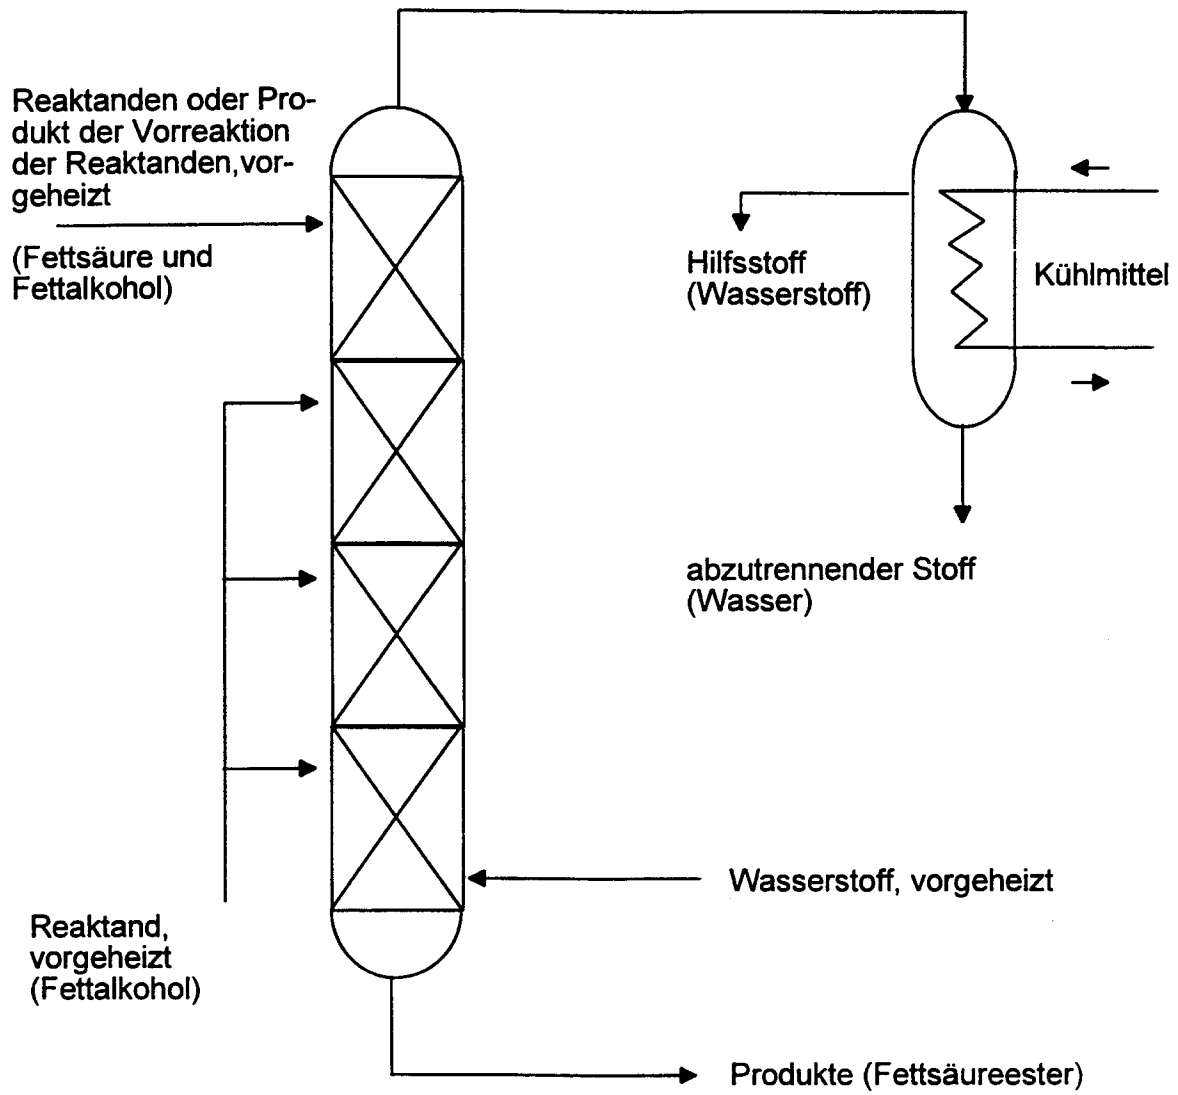 Reaktanden oder Pro-
dukt der Vorreaktion
der Reaktanden,vor-
geheizt
(Fettsäure und
Fettalkohol)
Hilfsstoff
(Wasserstoff)
Kühlmittel
abzutrennender Stoff
(Wasser)
Wasserstoff, vorgeheizt
Reaktand,
vorgeheizt
(Fettalkohol)
Produkte (Fettsäureester)